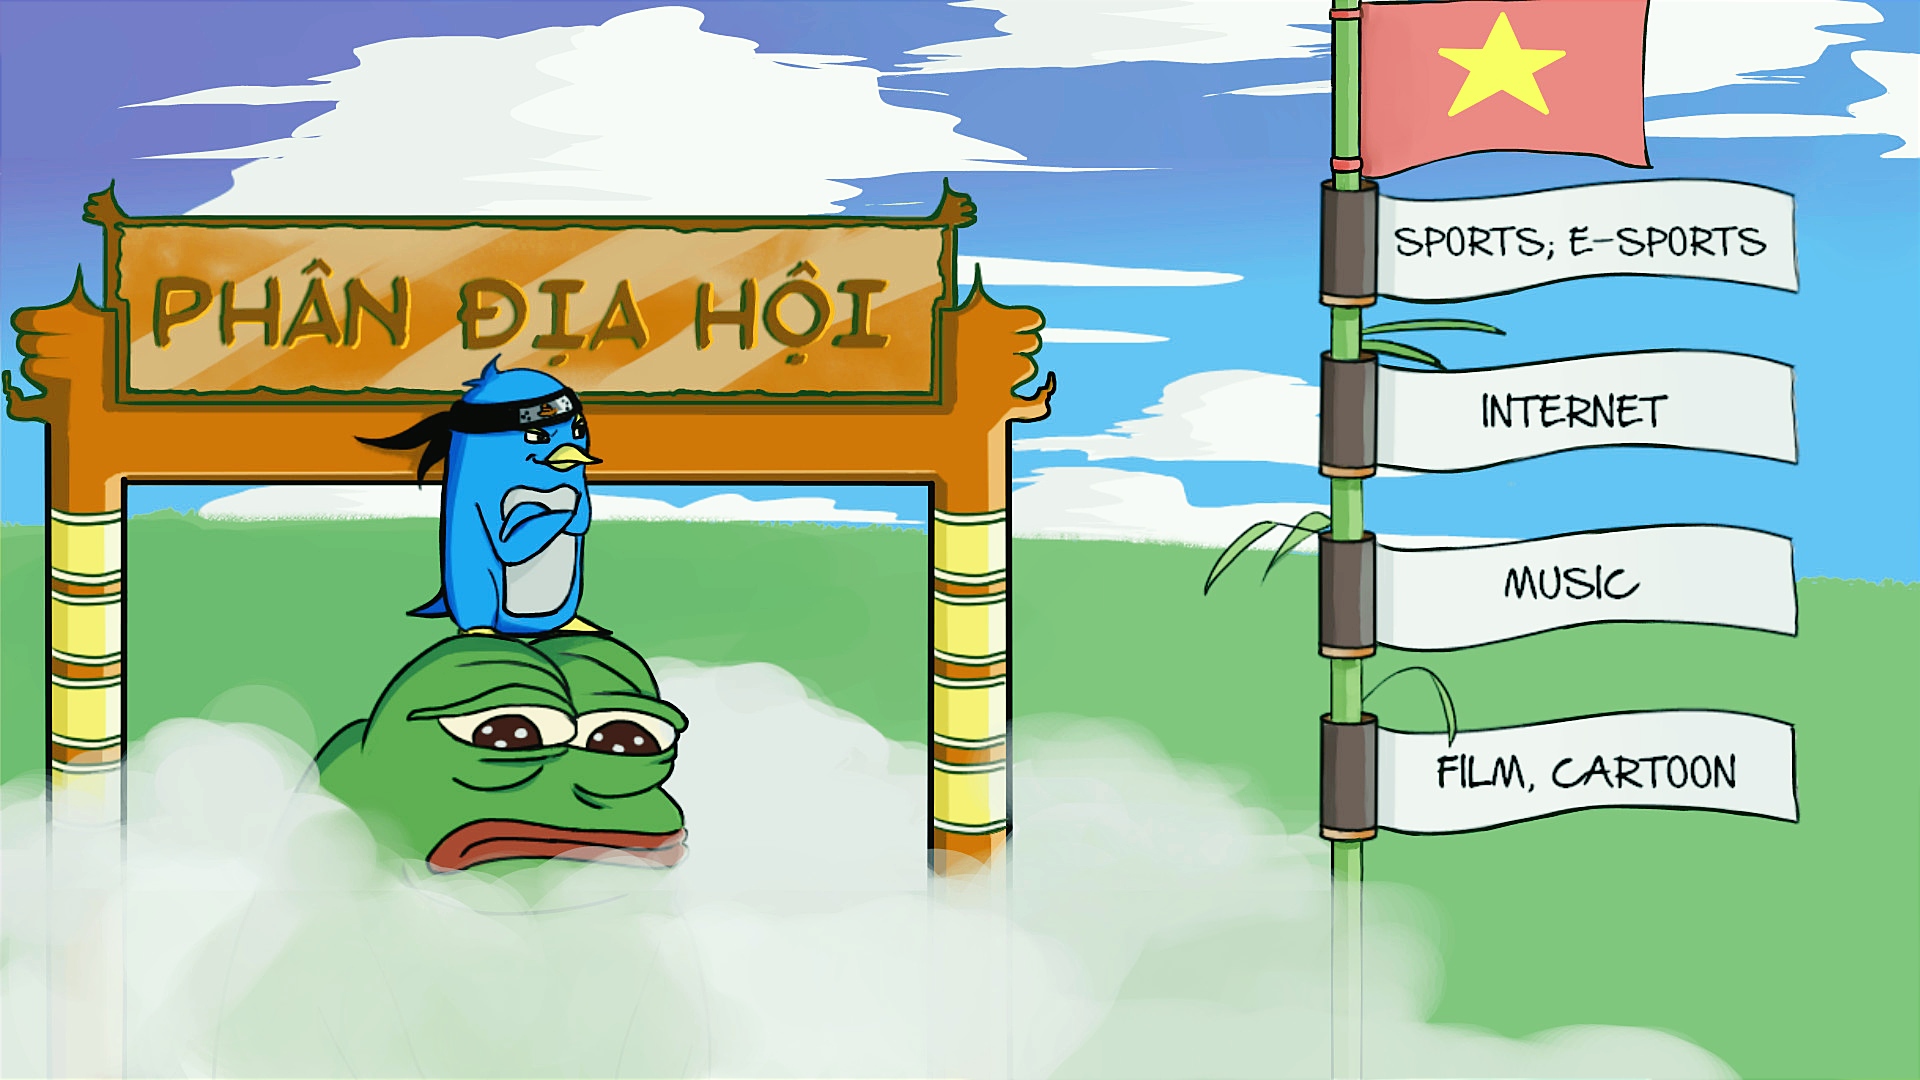 PHÂN ĐỊA HỘI
SPORTS; E-SPORTS
INTERNET
MUSIC
FILM, CARTOON